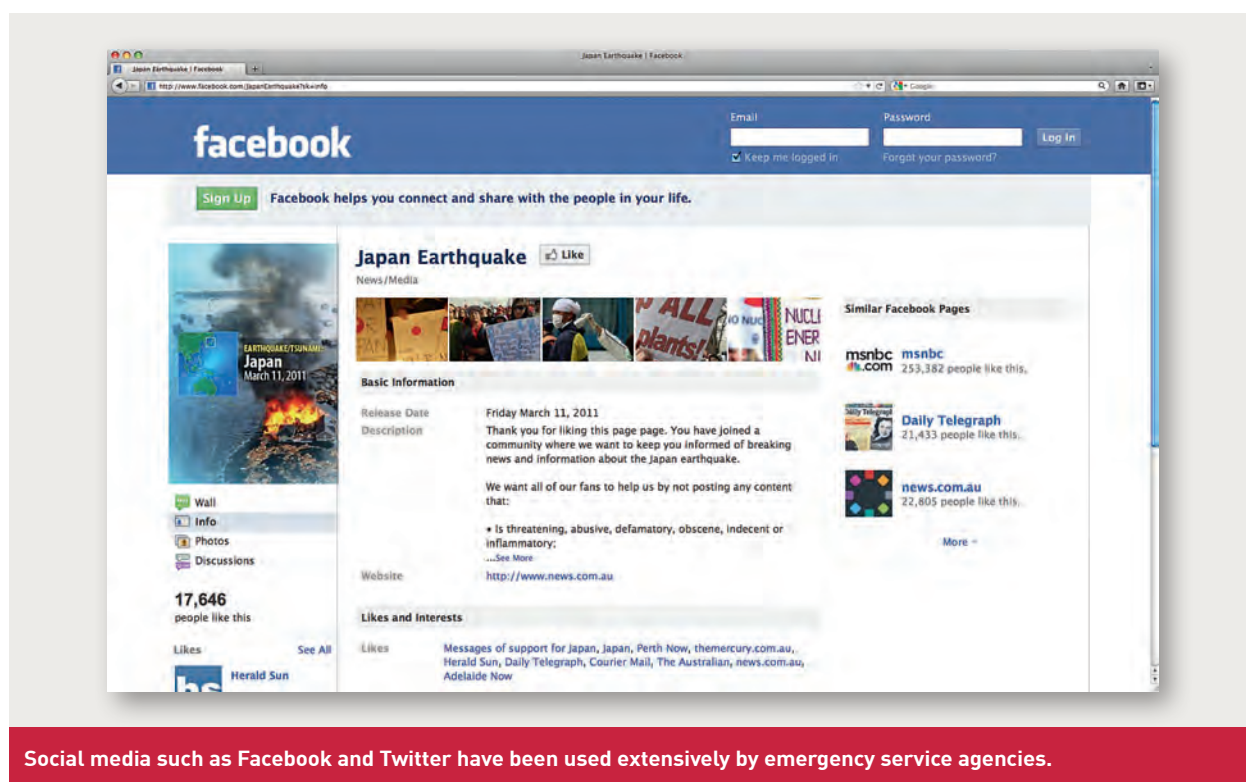 Japan Earthquake | Facebook
Japan Earthquake | Facebook
http://www.facebook.com/JapanEarthquake?sk=info
Google
facebook
Email
Password
Log In
Keep me logged in
Forgot your password?
Sign Up
Facebook helps you connect and share with the people in your life.
EARTHQUAKE/TSUNAMI
Japan
March 11, 2011
Wall
Info
Photos
Discussions
17,646
people like this
Likes
See All
hs
Herald Sun
Japan Earthquake
Like
News/Media
P ALL
plants!
NO NUC
NUCLE
ENER
Basic Information
Release Date
Friday March 11, 2011
Description
Thank you for liking this page page. You have joined a
community where we want to keep you informed of breaking
news and information about the Japan earthquake.
We want all of our fans to help us by not posting any content
that:
• Is threatening, abusive, defamatory, obscene, indecent or
inflammatory;
...See More
Website
http://www.news.com.au
Likes and Interests
Likes
Messages of support for Japan, Japan, Perth Now, themercury.com.au,
Herald Sun, Daily Telegraph, Courier Mail, The Australian, news.com.au,
Adelaide Now
Similar Facebook Pages
msnbc
.com
msnbc
253,382 people like this.
Daily Telegraph
Daily Telegraph
21,433 people like this.
news.com.au
22,805 people like this.
More
Social media such as Facebook and Twitter have been used extensively by emergency service agencies.